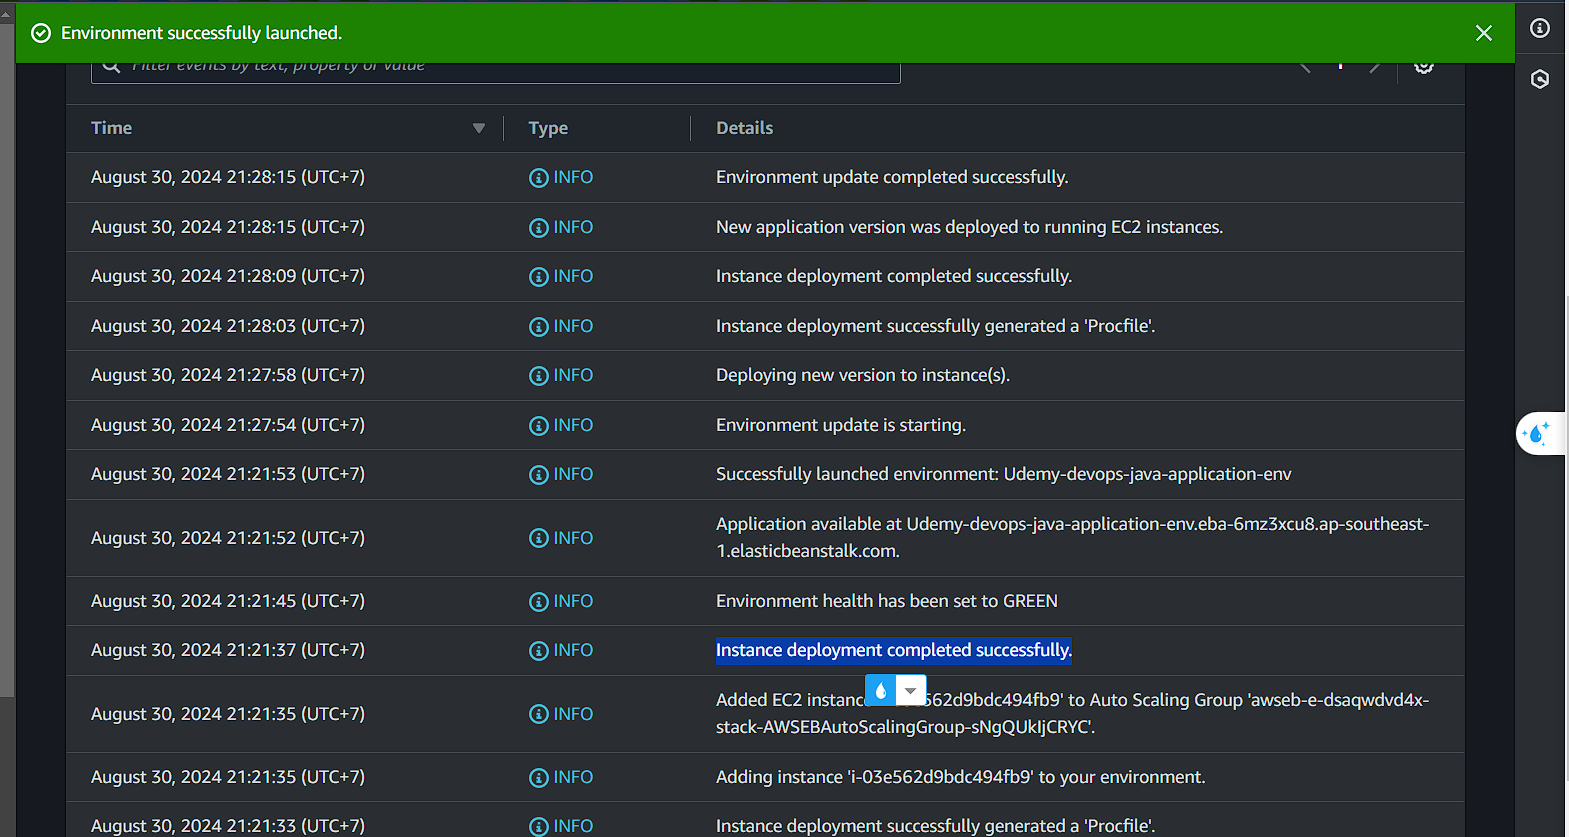 Environment successfully launched.
Filter events by text, property or value
1
Time Type Details
August 30, 2024 21:28:15 (UTC+7) INFO Environment update completed successfully.
August 30, 2024 21:28:15 (UTC+7) INFO New application version was deployed to running EC2 instances.
August 30, 2024 21:28:09 (UTC+7) INFO Instance deployment completed successfully.
August 30, 2024 21:28:03 (UTC+7) INFO Instance deployment successfully generated a 'Procfile'.
August 30, 2024 21:27:58 (UTC+7) INFO Deploying new version to instance(s).
August 30, 2024 21:27:54 (UTC+7) INFO Environment update is starting.
August 30, 2024 21:21:53 (UTC+7) INFO Successfully launched environment: Udemy-devops-java-application-env
August 30, 2024 21:21:52 (UTC+7) INFO Application available at Udemy-devops-java-application-env.eba-6mz3xcu8.ap-southeast-
1.elasticbeanstalk.com.
August 30, 2024 21:21:45 (UTC+7) INFO Environment health has been set to GREEN
August 30, 2024 21:21:37 (UTC+7) INFO Instance deployment completed successfully.
August 30, 2024 21:21:35 (UTC+7) INFO Added EC2 instanc 562d9bdc494fb9' to Auto Scaling Group 'awseb-e-dsaqwdvd4x-
stack-AWSEBAutoScalingGroup-sNgQUkIjCRYC'.
August 30, 2024 21:21:35 (UTC+7) INFO Adding instance 'i-03e562d9bdc494fb9' to your environment.
August 30, 2024 21:21:33 (UTC+7) INFO Instance deployment successfully generated a 'Procfile'.